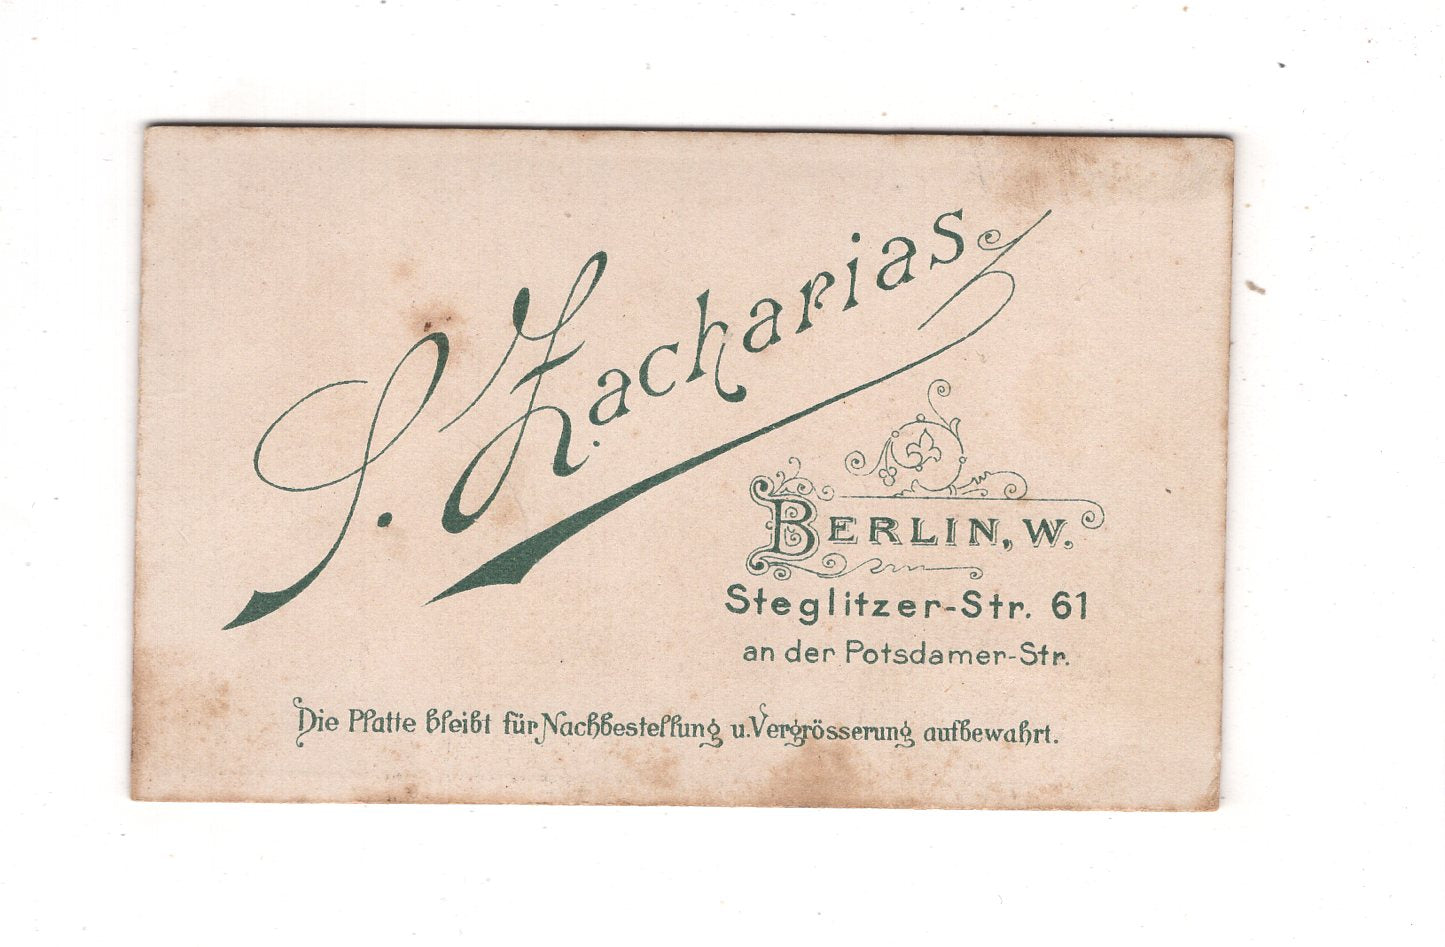 S. Zacharias.
BERLIN, W.
Steglitzer-Str. 61
an der Potsdamer-Str.
Die Platte bleibt für Nachbestellung u. Vergrösserung aufbewahrt.